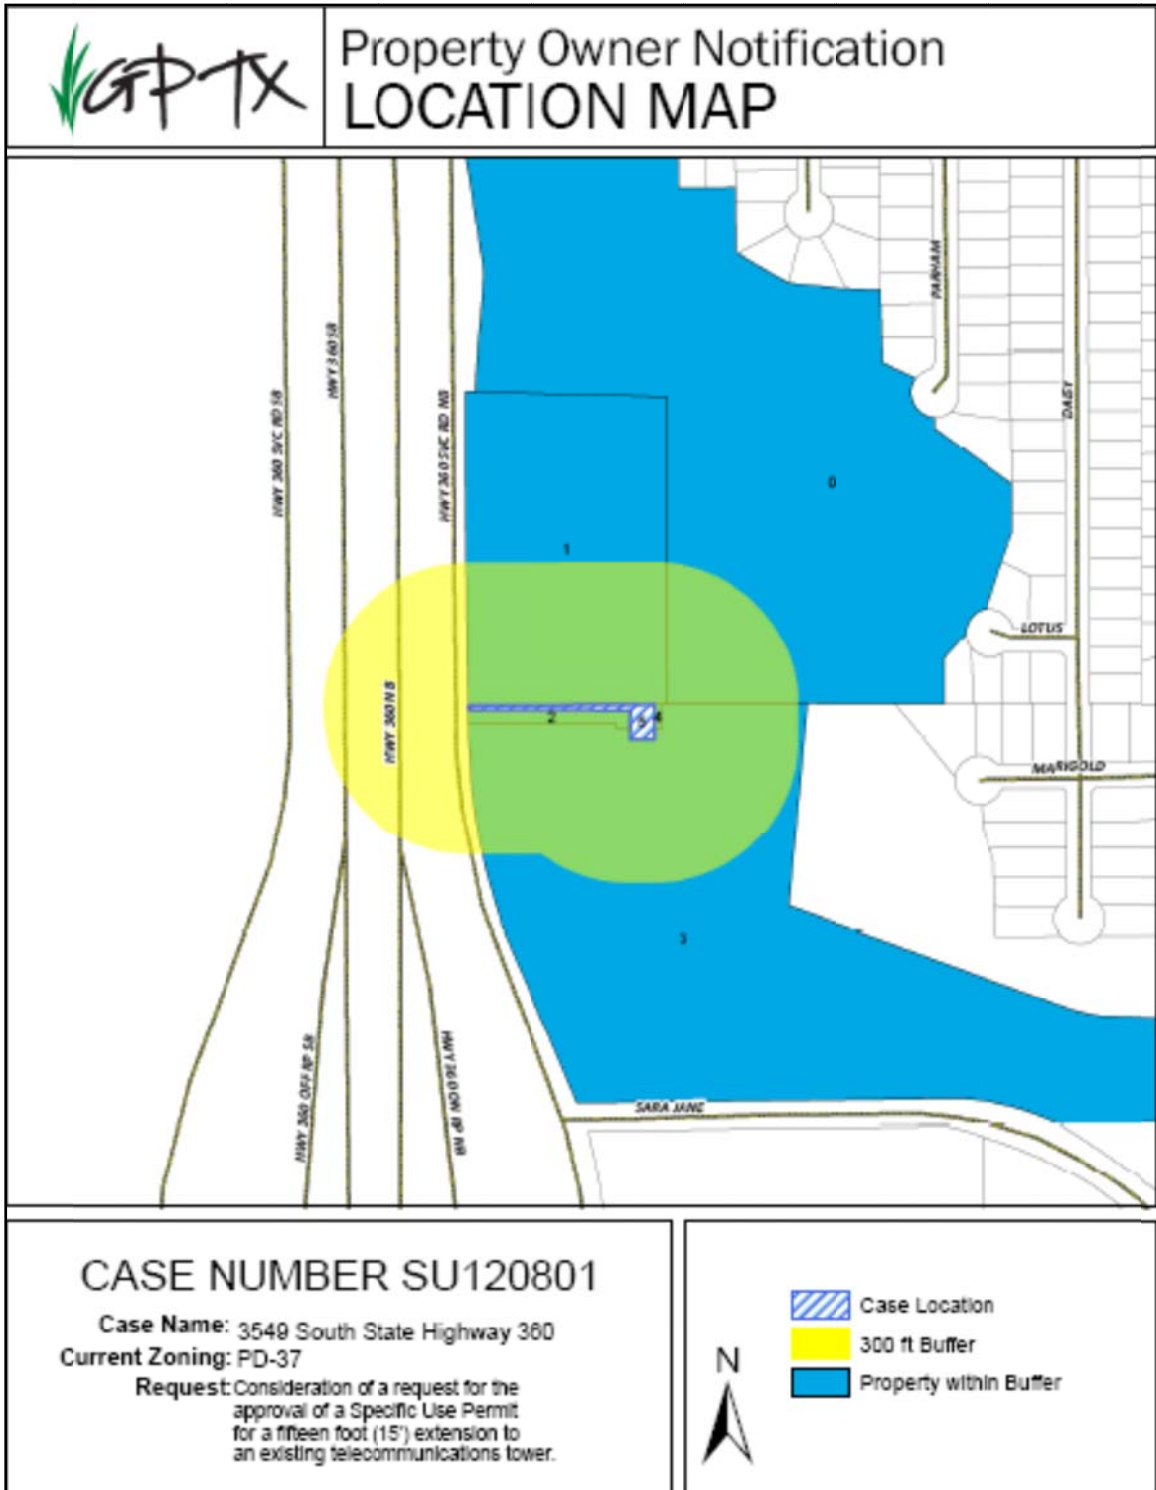 GPTX
Property Owner Notification
LOCATION MAP
PARHAM
HWY 360 SB
DAISY
HWY 360 SVC RD SB
HWY 360 SVC RD NB
0
1
LOTUS
HWY 360 NB
2
MARIGOLD
3
HWY 360 OFF RP SB
HWY 360 ON RP NB
SARA JANE
CASE NUMBER SU120801
Case Name: 3549 South State Highway 360
Current Zoning: PD-37
Request: Consideration of a request for the
approval of a Specific Use Permit
for a fifteen foot (15') extension to
an existing telecommunications tower.
N
Case Location
300 ft Buffer
Property within Buffer